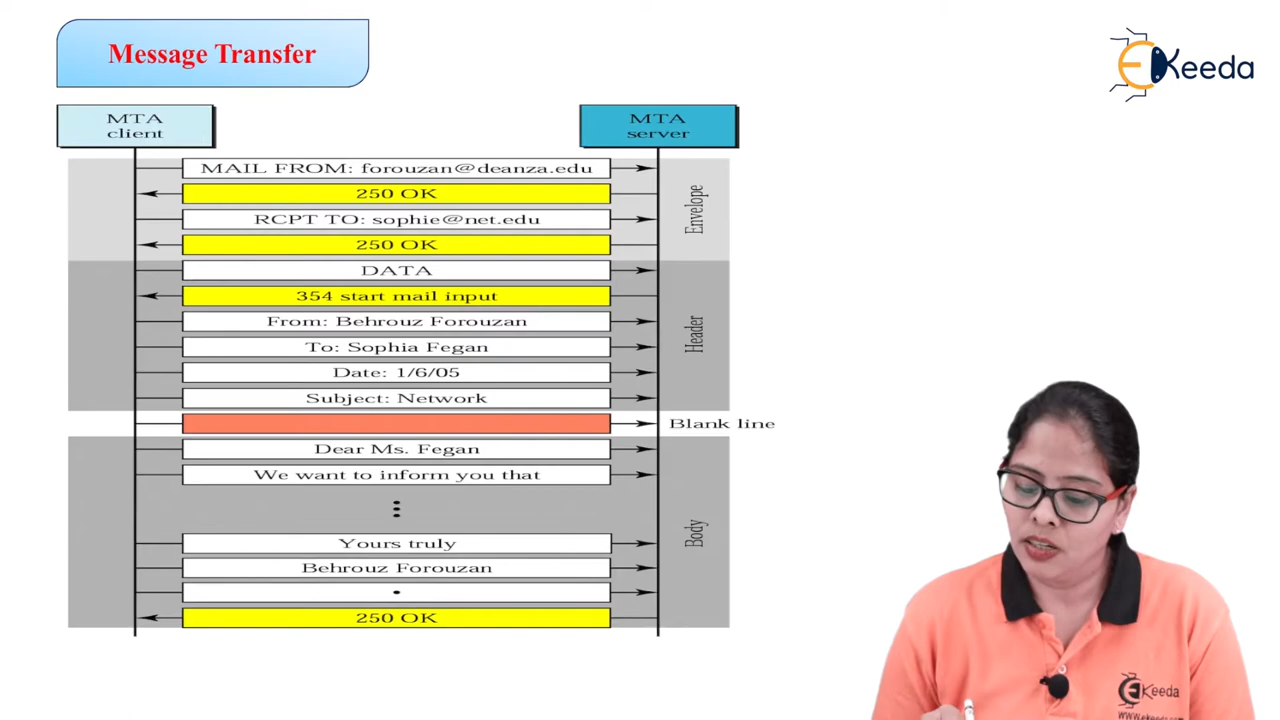 Message Transfer
EKeeda
MTA
client
MTA
server
MAIL FROM: forouzan@deanza.edu
250 OK
RCPT TO: sophie@net.edu
250 OK
Envelope
DATA
354 start mail input
From: Behrouz Forouzan
To: Sophia Fegan
Date: 1/6/05
Subject: Network
Header
Blank line
Dear Ms. Fegan
We want to inform you that
Yours truly
Behrouz Forouzan
.
250 OK
Body
EKeeda